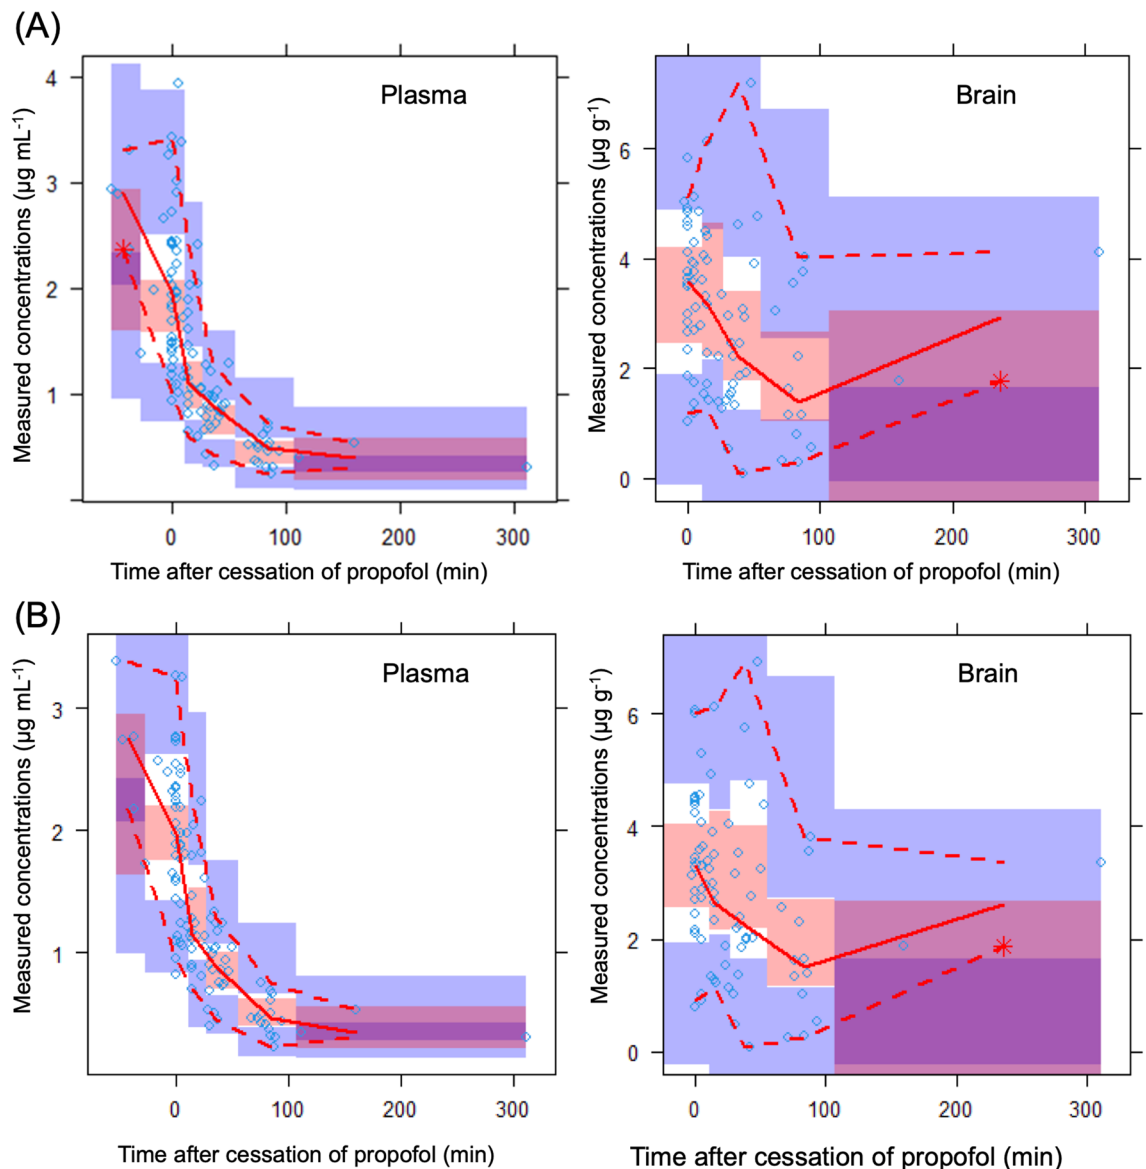 (A)
Plasma
Measured concentrations (µg mL⁻¹)
4
3
2
1
0
100
200
300
Time after cessation of propofol (min)
Brain
Measured concentrations (µg g⁻¹)
6
4
2
0
0
100
200
300
Time after cessation of propofol (min)
(B)
Plasma
Measured concentrations (µg mL⁻¹)
3
2
1
0
100
200
300
Time after cessation of propofol (min)
Brain
Measured concentrations (µg g⁻¹)
6
4
2
0
0
100
200
300
Time after cessation of propofol (min)